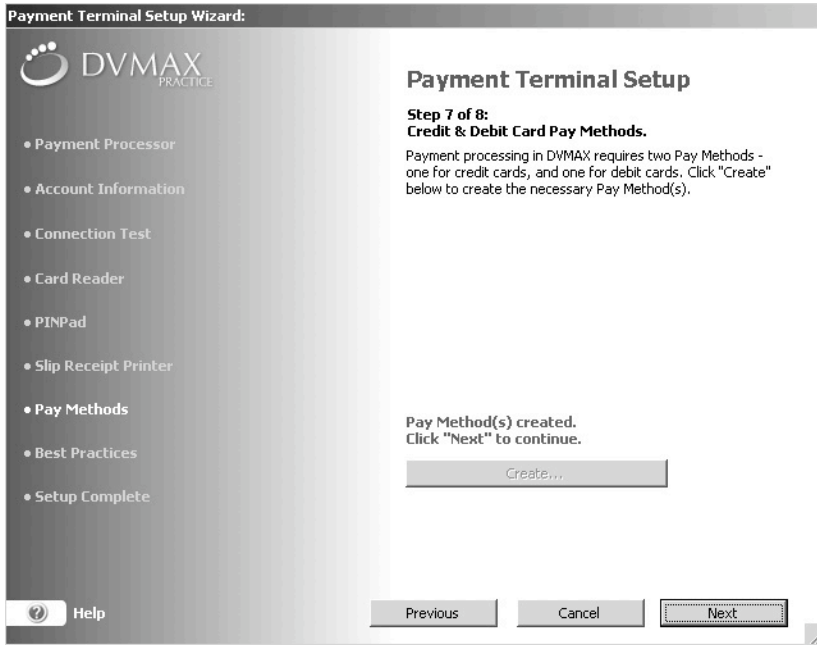 Payment Terminal Setup Wizard:
DVMAX
PRACTICE
• Payment Processor
• Account Information
• Connection Test
• Card Reader
• PINPad
• Slip Receipt Printer
• Pay Methods
• Best Practices
• Setup Complete
? Help
Payment Terminal Setup
Step 7 of 8:
Credit & Debit Card Pay Methods.
Payment processing in DVMAX requires two Pay Methods -
one for credit cards, and one for debit cards. Click "Create"
below to create the necessary Pay Method(s).
Pay Method(s) created.
Click "Next" to continue.
Create...
Previous Cancel Next